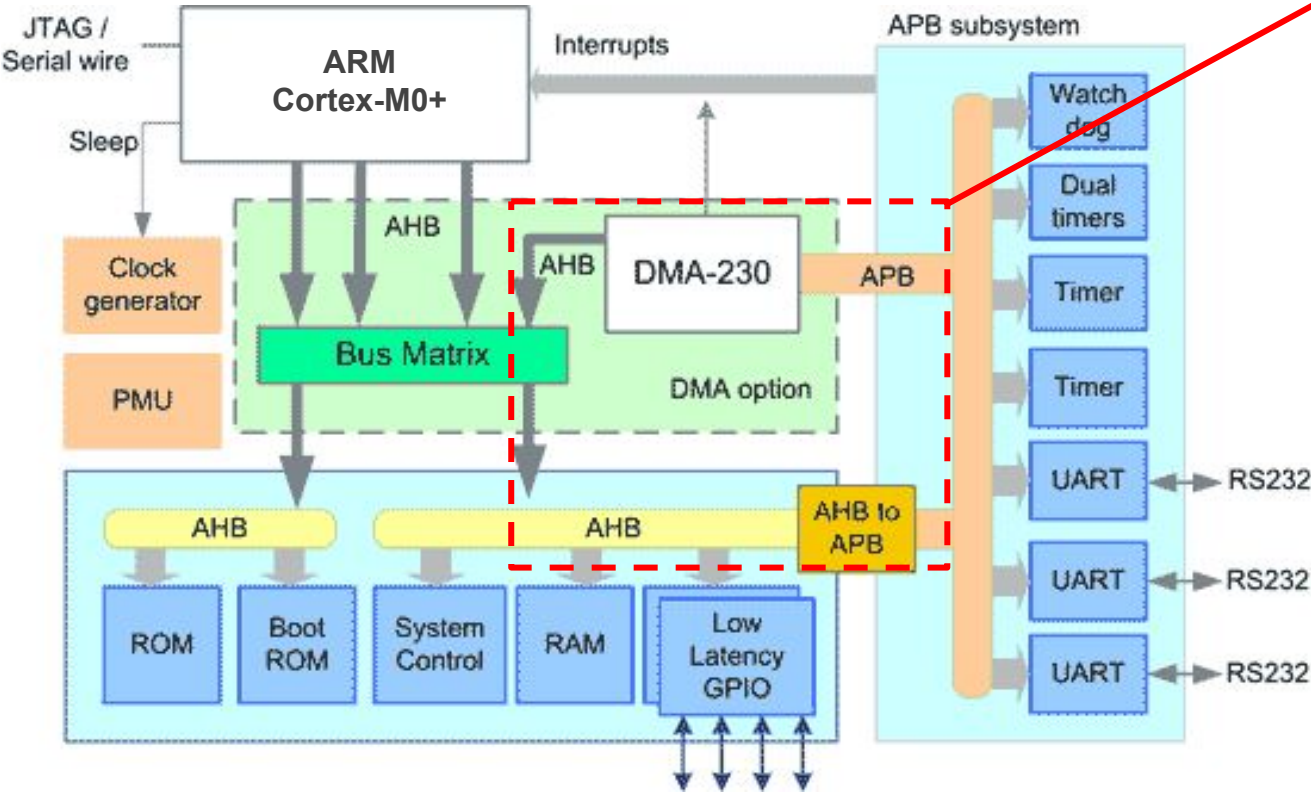 JTAG /
Serial wire
ARM
Cortex-M0+
Interrupts
APB subsystem
Sleep
Watch
dog
Dual
timers
AHB
AHB
DMA-230
APB
Clock
generator
Timer
Bus Matrix
DMA option
PMU
Timer
UART
RS232
AHB
AHB
AHB to
APB
UART
RS232
ROM
Boot
ROM
System
Control
RAM
Low
Latency
GPIO
UART
RS232